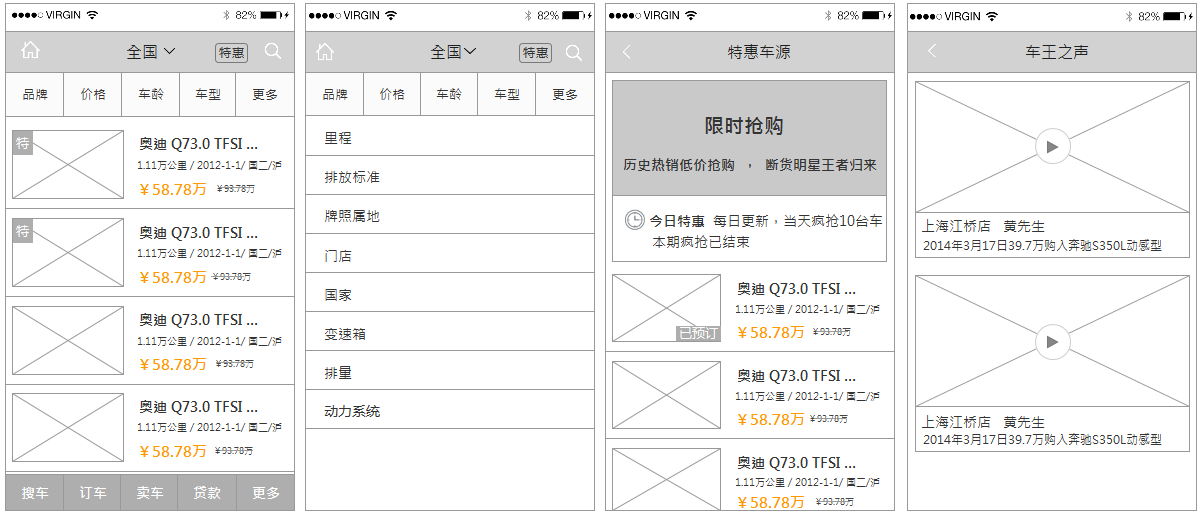 VIRGIN 82%
全国 特惠
品牌 价格 车龄 车型 更多
特
奥迪 Q73.0 TFSI ...
1.11万公里 / 2012-1-1/ 国二/沪
￥58.78万 ￥93.78万
特
奥迪 Q73.0 TFSI ...
1.11万公里 / 2012-1-1/ 国二/沪
￥58.78万 ￥93.78万
奥迪 Q73.0 TFSI ...
1.11万公里 / 2012-1-1/ 国二/沪
￥58.78万 ￥93.78万
奥迪 Q73.0 TFSI ...
1.11万公里 / 2012-1-1/ 国二/沪
￥58.78万 ￥93.78万
搜车 订车 卖车 贷款 更多
VIRGIN 82%
全国 特惠
品牌 价格 车龄 车型 更多
里程
排放标准
牌照属地
门店
国家
变速箱
排量
动力系统
VIRGIN 82%
特惠车源
限时抢购
历史热销低价抢购 ， 断货明星王者归来
今日特惠 每日更新，当天疯抢10台车
本期疯抢已结束
奥迪 Q73.0 TFSI ...
1.11万公里 / 2012-1-1/ 国二/沪
已预订
￥58.78万 ￥93.78万
奥迪 Q73.0 TFSI ...
1.11万公里 / 2012-1-1/ 国二/沪
￥58.78万 ￥93.78万
奥迪 Q73.0 TFSI ...
1.11万公里 / 2012-1-1/ 国二/沪
￥58.78万 ￥93.78万
VIRGIN 82%
车王之声
上海江桥店 黄先生
2014年3月17日39.7万购入奔驰S350L动感型
上海江桥店 黄先生
2014年3月17日39.7万购入奔驰S350L动感型